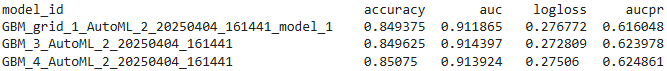 model_id accuracy auc logloss aucpr
GBM_grid_1_AutoML_2_20250404_161441_model_1 0.849375 0.911865 0.276772 0.616048
GBM_3_AutoML_2_20250404_161441 0.849625 0.914397 0.272809 0.623978
GBM_4_AutoML_2_20250404_161441 0.85075 0.913924 0.27506 0.624861